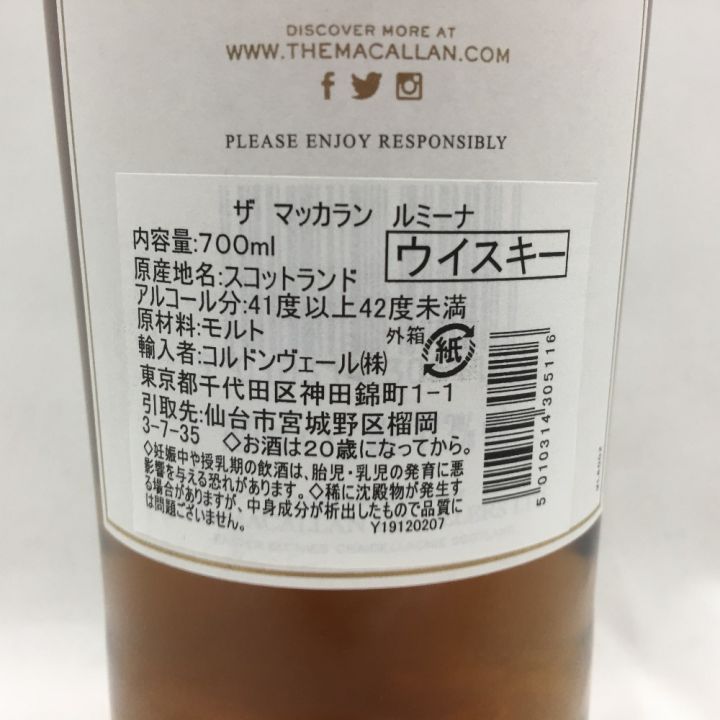 DISCOVER MORE AT
WWW.THEMACALLAN.COM
PLEASE ENJOY RESPONSIBLY
ザ マッカラン ルミーナ
内容量:700ml
ウイスキー
原産地名:スコットランド
アルコール分:41度以上42度未満
原材料:モルト
外箱
紙
輸入者:コルドンヴェール㈱
東京都千代田区神田錦町1-1
引取先:仙台市宮城野区榴岡
3-7-35 ◇お酒は20歳になってから。
◇妊娠中や授乳期の飲酒は、胎児・乳児の発育に悪
影響を与える恐れがあります。◇稀に沈殿物が発生す
る場合がありますが、中身成分が析出したもので品質に
は問題ございません。
Y19120207
5010314305116